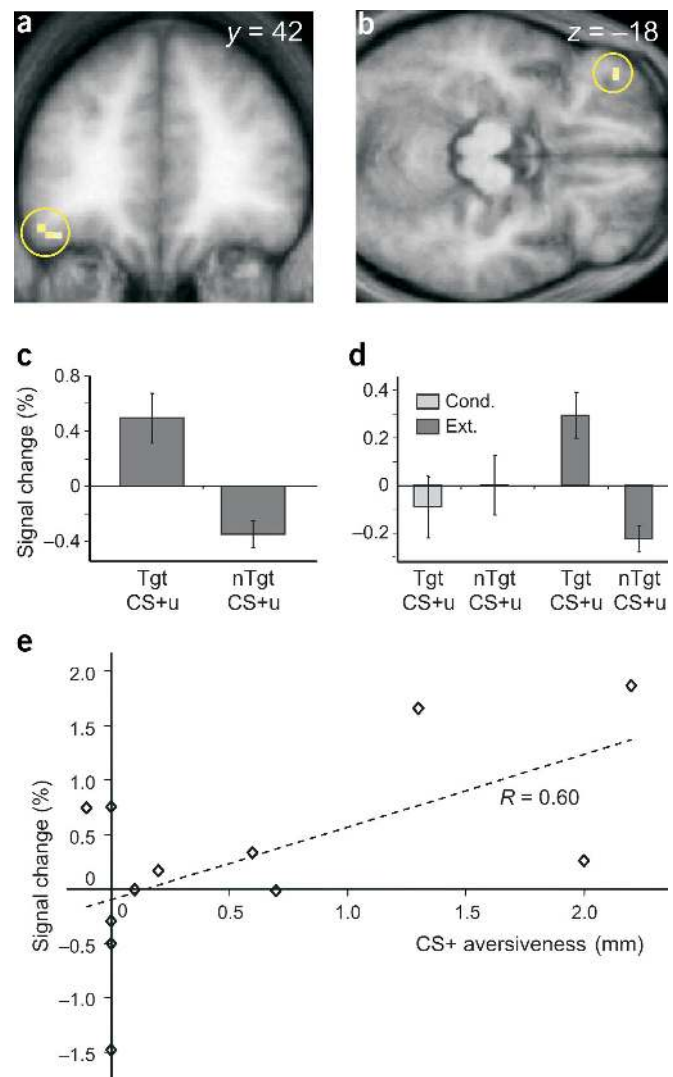 a
y = 42
b
z = –18
c
Signal change (%)
0.8
0.4
0
–0.4
Tgt
CS+u
nTgt
CS+u
d
0.4
0.2
0
–0.2
Cond.
Ext.
Tgt
CS+u
nTgt
CS+u
Tgt
CS+u
nTgt
CS+u
e
Signal change (%)
2.0
1.5
1.0
0.5
0
–0.5
–1.0
–1.5
R = 0.60
0 0.5 1.0 1.5 2.0
CS+ aversiveness (mm)